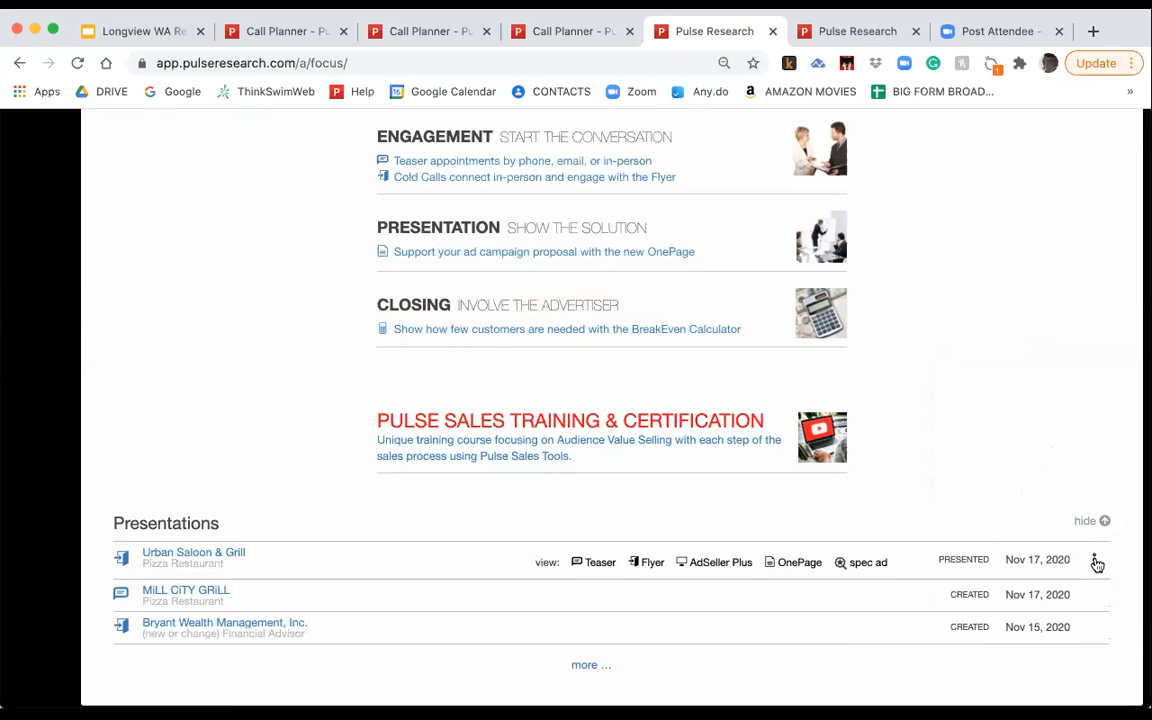 Longview WA Re
Call Planner - Pu
Call Planner - Pu
Call Planner - Pu
Pulse Research
Pulse Research
Post Attendee -
app.pulseresearch.com/a/focus/
Update
1
Apps
DRIVE
Google
ThinkSwimWeb
Help
Google Calendar
CONTACTS
Zoom
Any.do
AMAZON MOVIES
BIG FORM BROAD...
»
ENGAGEMENT START THE CONVERSATION
Teaser appointments by phone, email, or in-person
Cold Calls connect in-person and engage with the Flyer
PRESENTATION SHOW THE SOLUTION
Support your ad campaign proposal with the new OnePage
CLOSING INVOLVE THE ADVERTISER
Show how few customers are needed with the BreakEven Calculator
PULSE SALES TRAINING & CERTIFICATION
Unique training course focusing on Audience Value Selling with each step of the
sales process using Pulse Sales Tools.
Presentations
hide
Urban Saloon & Grill
Pizza Restaurant
view: Teaser Flyer AdSeller Plus OnePage spec ad
PRESENTED Nov 17, 2020
MiLL CiTY GRiLL
Pizza Restaurant
CREATED Nov 17, 2020
Bryant Wealth Management, Inc.
(new or change) Financial Advisor
CREATED Nov 15, 2020
more ...